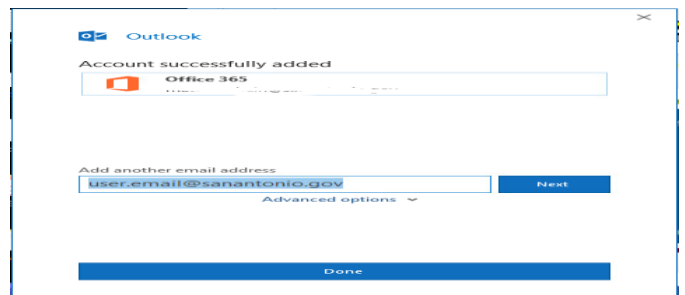 Outlook
Account successfully added
Office 365
Add another email address
user.email@sanantonio.gov
Next
Advanced options
Done